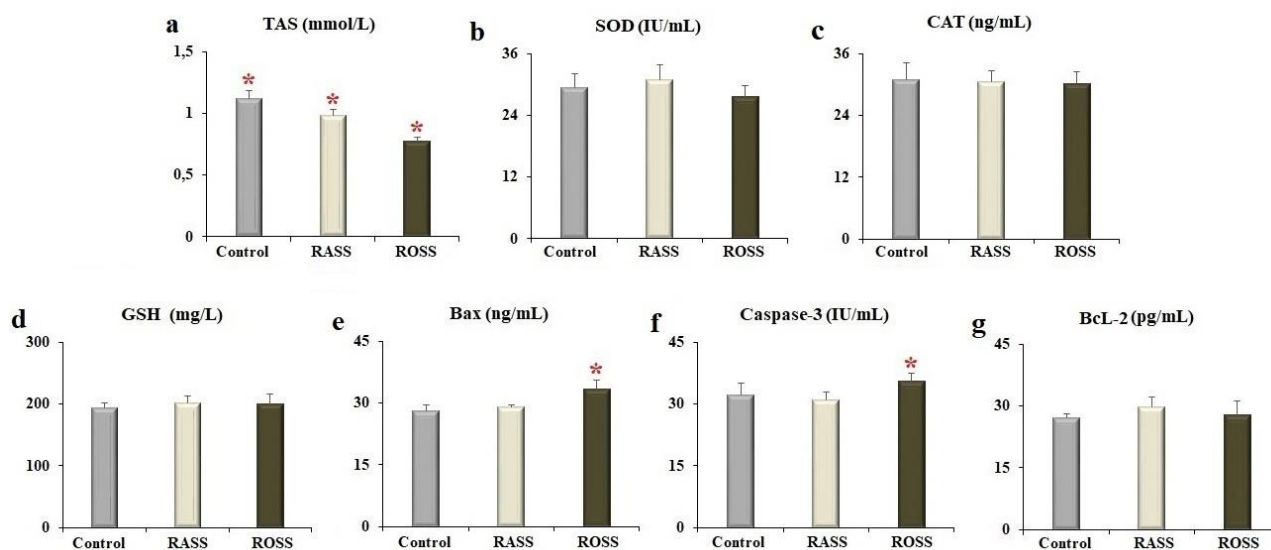 a TAS (mmol/L)
1,5
1
0,5
0
* * *
Control RASS ROSS
b SOD (IU/mL)
36
24
12
0
Control RASS ROSS
c CAT (ng/mL)
36
24
12
0
Control RASS ROSS
d GSH (mg/L)
300
200
100
0
Control RASS ROSS
e Bax (ng/mL)
45
30
15
0
*
Control RASS ROSS
f Caspase-3 (IU/mL)
45
30
15
0
*
Control RASS ROSS
g BcL-2 (pg/mL)
45
30
15
0
Control RASS ROSS